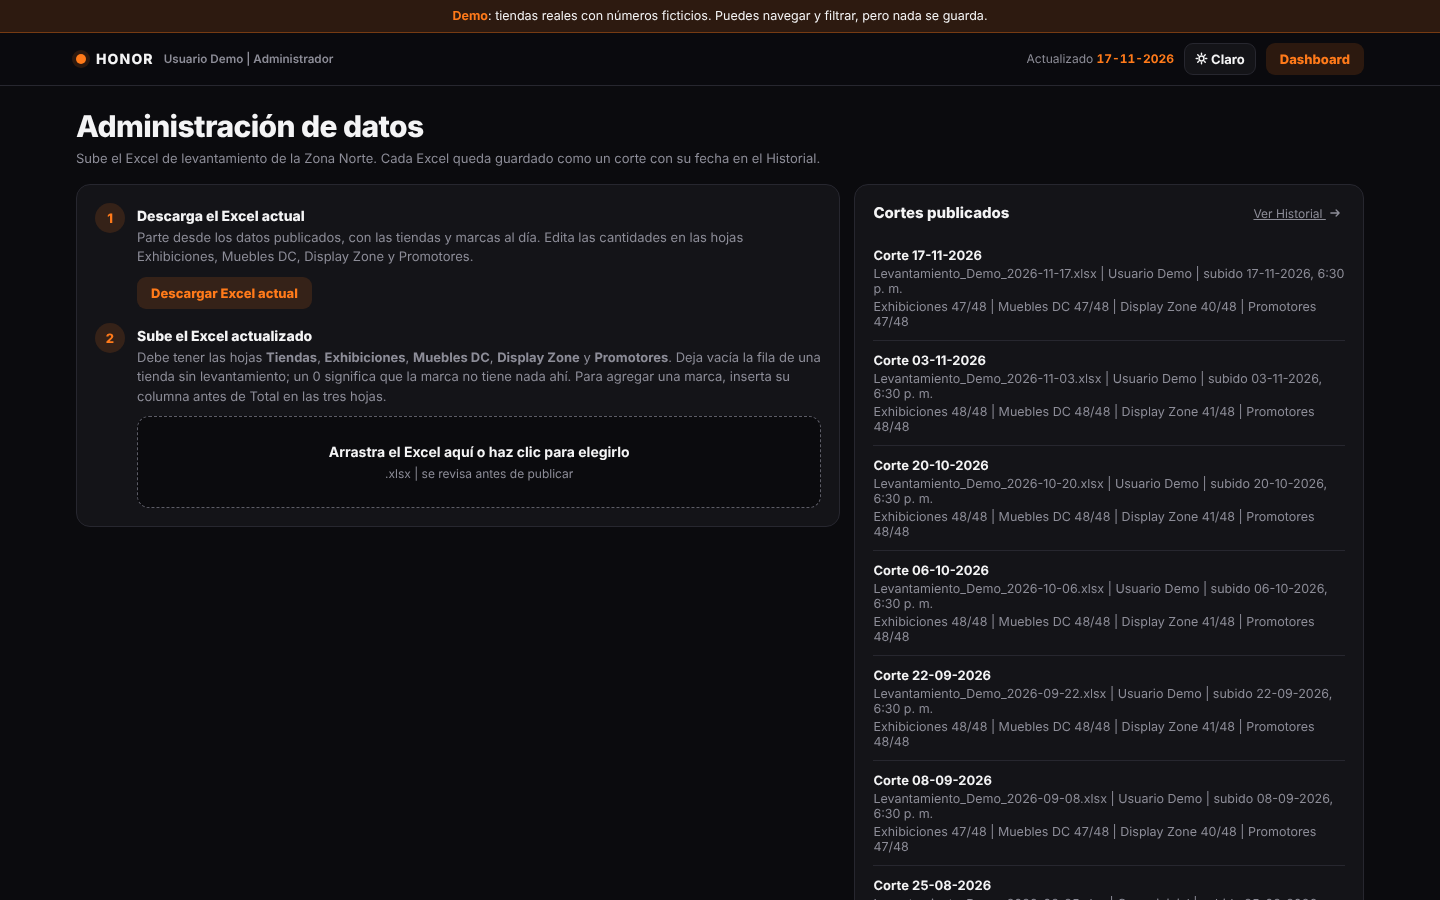 Demo: tiendas reales con números ficticios. Puedes navegar y filtrar, pero nada se guarda.
HONOR Usuario Demo | Administrador
Actualizado 17-11-2026 Claro Dashboard
Administración de datos
Sube el Excel de levantamiento de la Zona Norte. Cada Excel queda guardado como un corte con su fecha en el Historial.
1 Descarga el Excel actual
Parte desde los datos publicados, con las tiendas y marcas al día. Edita las cantidades en las hojas
Exhibiciones, Muebles DC, Display Zone y Promotores.
Descargar Excel actual
2 Sube el Excel actualizado
Debe tener las hojas Tiendas, Exhibiciones, Muebles DC, Display Zone y Promotores. Deja vacía la fila de una
tienda sin levantamiento; un 0 significa que la marca no tiene nada ahí. Para agregar una marca, inserta su
columna antes de Total en las tres hojas.
Arrastra el Excel aquí o haz clic para elegirlo
.xlsx | se revisa antes de publicar
Cortes publicados
Ver Historial →
Corte 17-11-2026
Levantamiento_Demo_2026-11-17.xlsx | Usuario Demo | subido 17-11-2026, 6:30
p. m.
Exhibiciones 47/48 | Muebles DC 47/48 | Display Zone 40/48 | Promotores
47/48
Corte 03-11-2026
Levantamiento_Demo_2026-11-03.xlsx | Usuario Demo | subido 03-11-2026,
6:30 p. m.
Exhibiciones 48/48 | Muebles DC 48/48 | Display Zone 41/48 | Promotores
48/48
Corte 20-10-2026
Levantamiento_Demo_2026-10-20.xlsx | Usuario Demo | subido 20-10-2026,
6:30 p. m.
Exhibiciones 48/48 | Muebles DC 48/48 | Display Zone 41/48 | Promotores
48/48
Corte 06-10-2026
Levantamiento_Demo_2026-10-06.xlsx | Usuario Demo | subido 06-10-2026,
6:30 p. m.
Exhibiciones 48/48 | Muebles DC 48/48 | Display Zone 41/48 | Promotores
48/48
Corte 22-09-2026
Levantamiento_Demo_2026-09-22.xlsx | Usuario Demo | subido 22-09-2026,
6:30 p. m.
Exhibiciones 48/48 | Muebles DC 48/48 | Display Zone 41/48 | Promotores
48/48
Corte 08-09-2026
Levantamiento_Demo_2026-09-08.xlsx | Usuario Demo | subido 08-09-2026,
6:30 p. m.
Exhibiciones 47/48 | Muebles DC 47/48 | Display Zone 40/48 | Promotores
47/48
Corte 25-08-2026